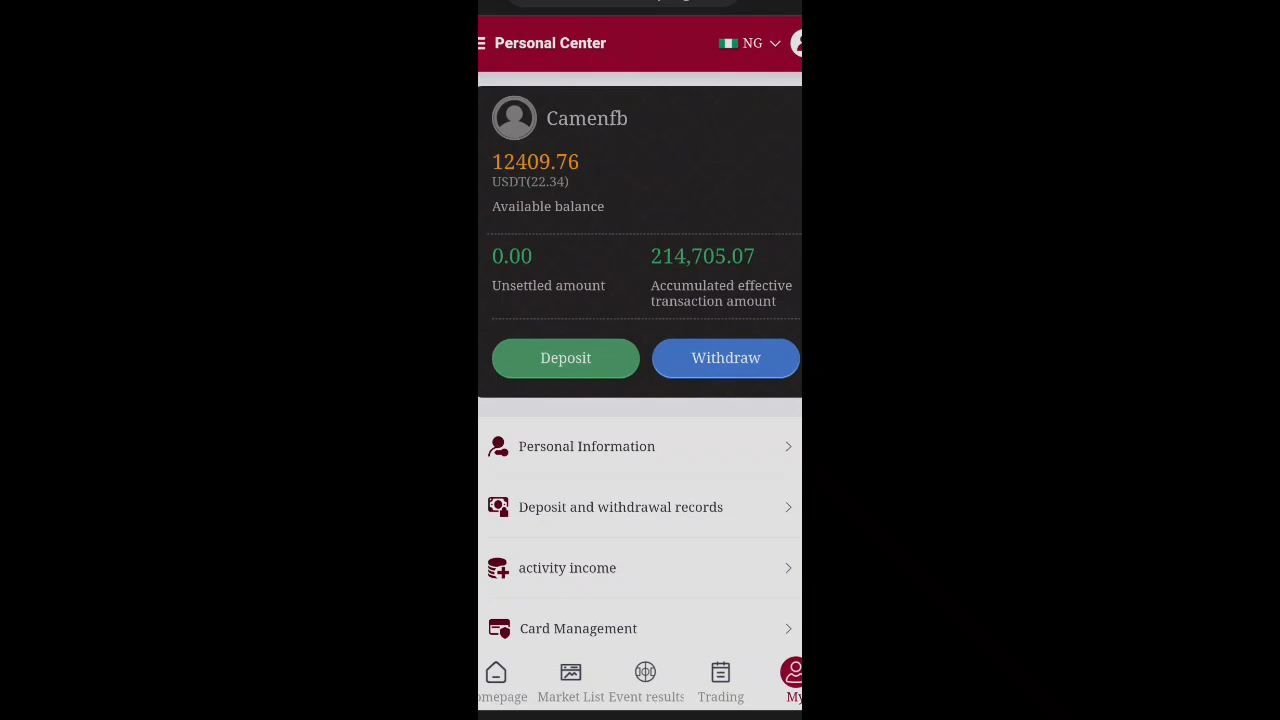 Personal Center
NG
Camenfb
12409.76
USDT(22.34)
Available balance
0.00
214,705.07
Unsettled amount
Accumulated effective
transaction amount
Deposit
Withdraw
Personal Information
Deposit and withdrawal records
activity income
Card Management
omepage
Market List
Event results
Trading
My